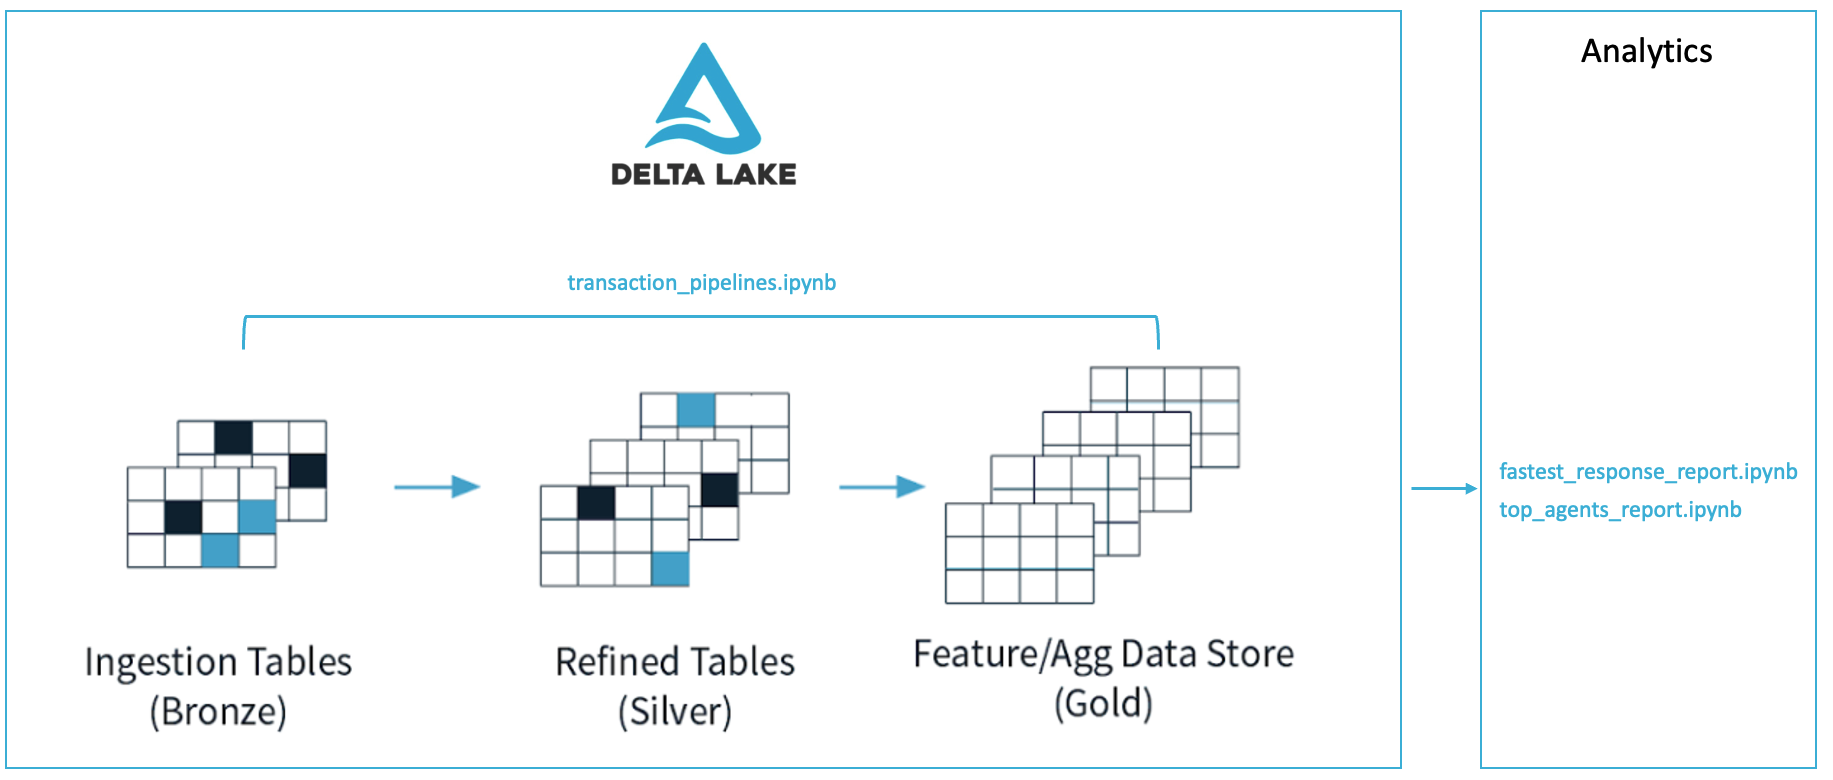 DELTA LAKE
transaction_pipelines.ipynb
Ingestion Tables
(Bronze)
Refined Tables
(Silver)
Feature/Agg Data Store
(Gold)
Analytics
fastest_response_report.ipynb
top_agents_report.ipynb